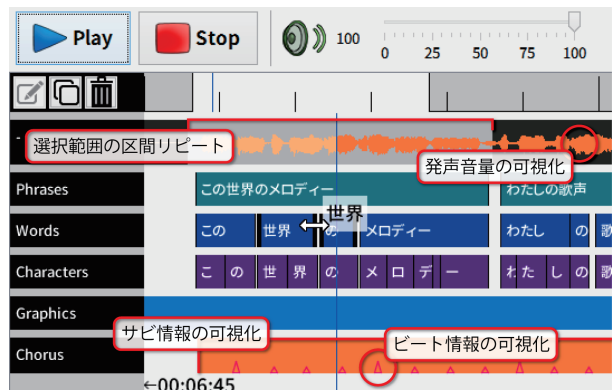 Play Stop 100 0 25 50 75 100
選択範囲の区間リピート
発声音量の可視化
Phrases この世界のメロディー わたしの歌声
世界
Words この 世界 の メロディー わたし の 歌
Characters こ の 世 界 の メ ロ デ ー わ た し の 歌
Graphics
サビ情報の可視化
ビート情報の可視化
Chorus
←00:06:45